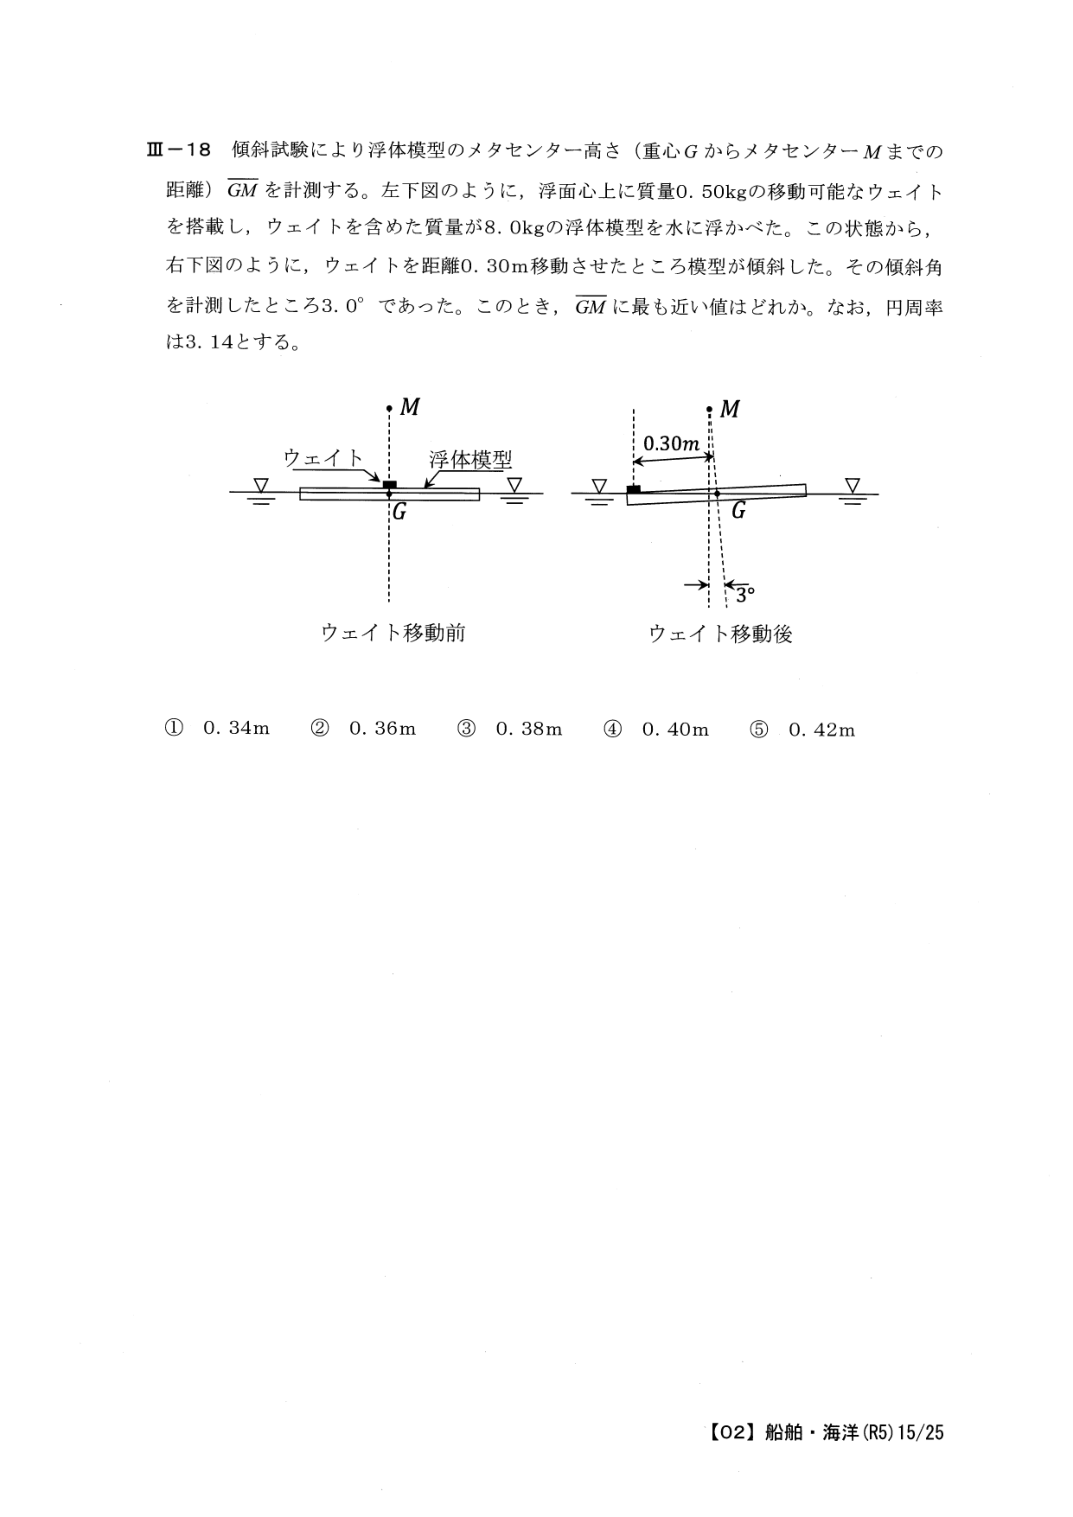 Ⅲ－18　傾斜試験により浮体模型のメタセンター高さ（重心GからメタセンターMまでの
距離）GMを計測する。左下図のように，浮面心上に質量0．50kgの移動可能なウェイト
を搭載し，ウェイトを含めた質量が8．0kgの浮体模型を水に浮かべた。この状態から，
右下図のように，ウェイトを距離0．30m移動させたところ模型が傾斜した。その傾斜角
を計測したところ3．0°であった。このとき，GMに最も近い値はどれか。なお，円周率
は3．14とする。
M
ウェイト
浮体模型
G
ウェイト移動前
M
0.30m
G
3°
ウェイト移動後
①　0．34m　②　0．36m　③　0．38m　④　0．40m　⑤　0．42m
【02】船舶・海洋(R5)15/25